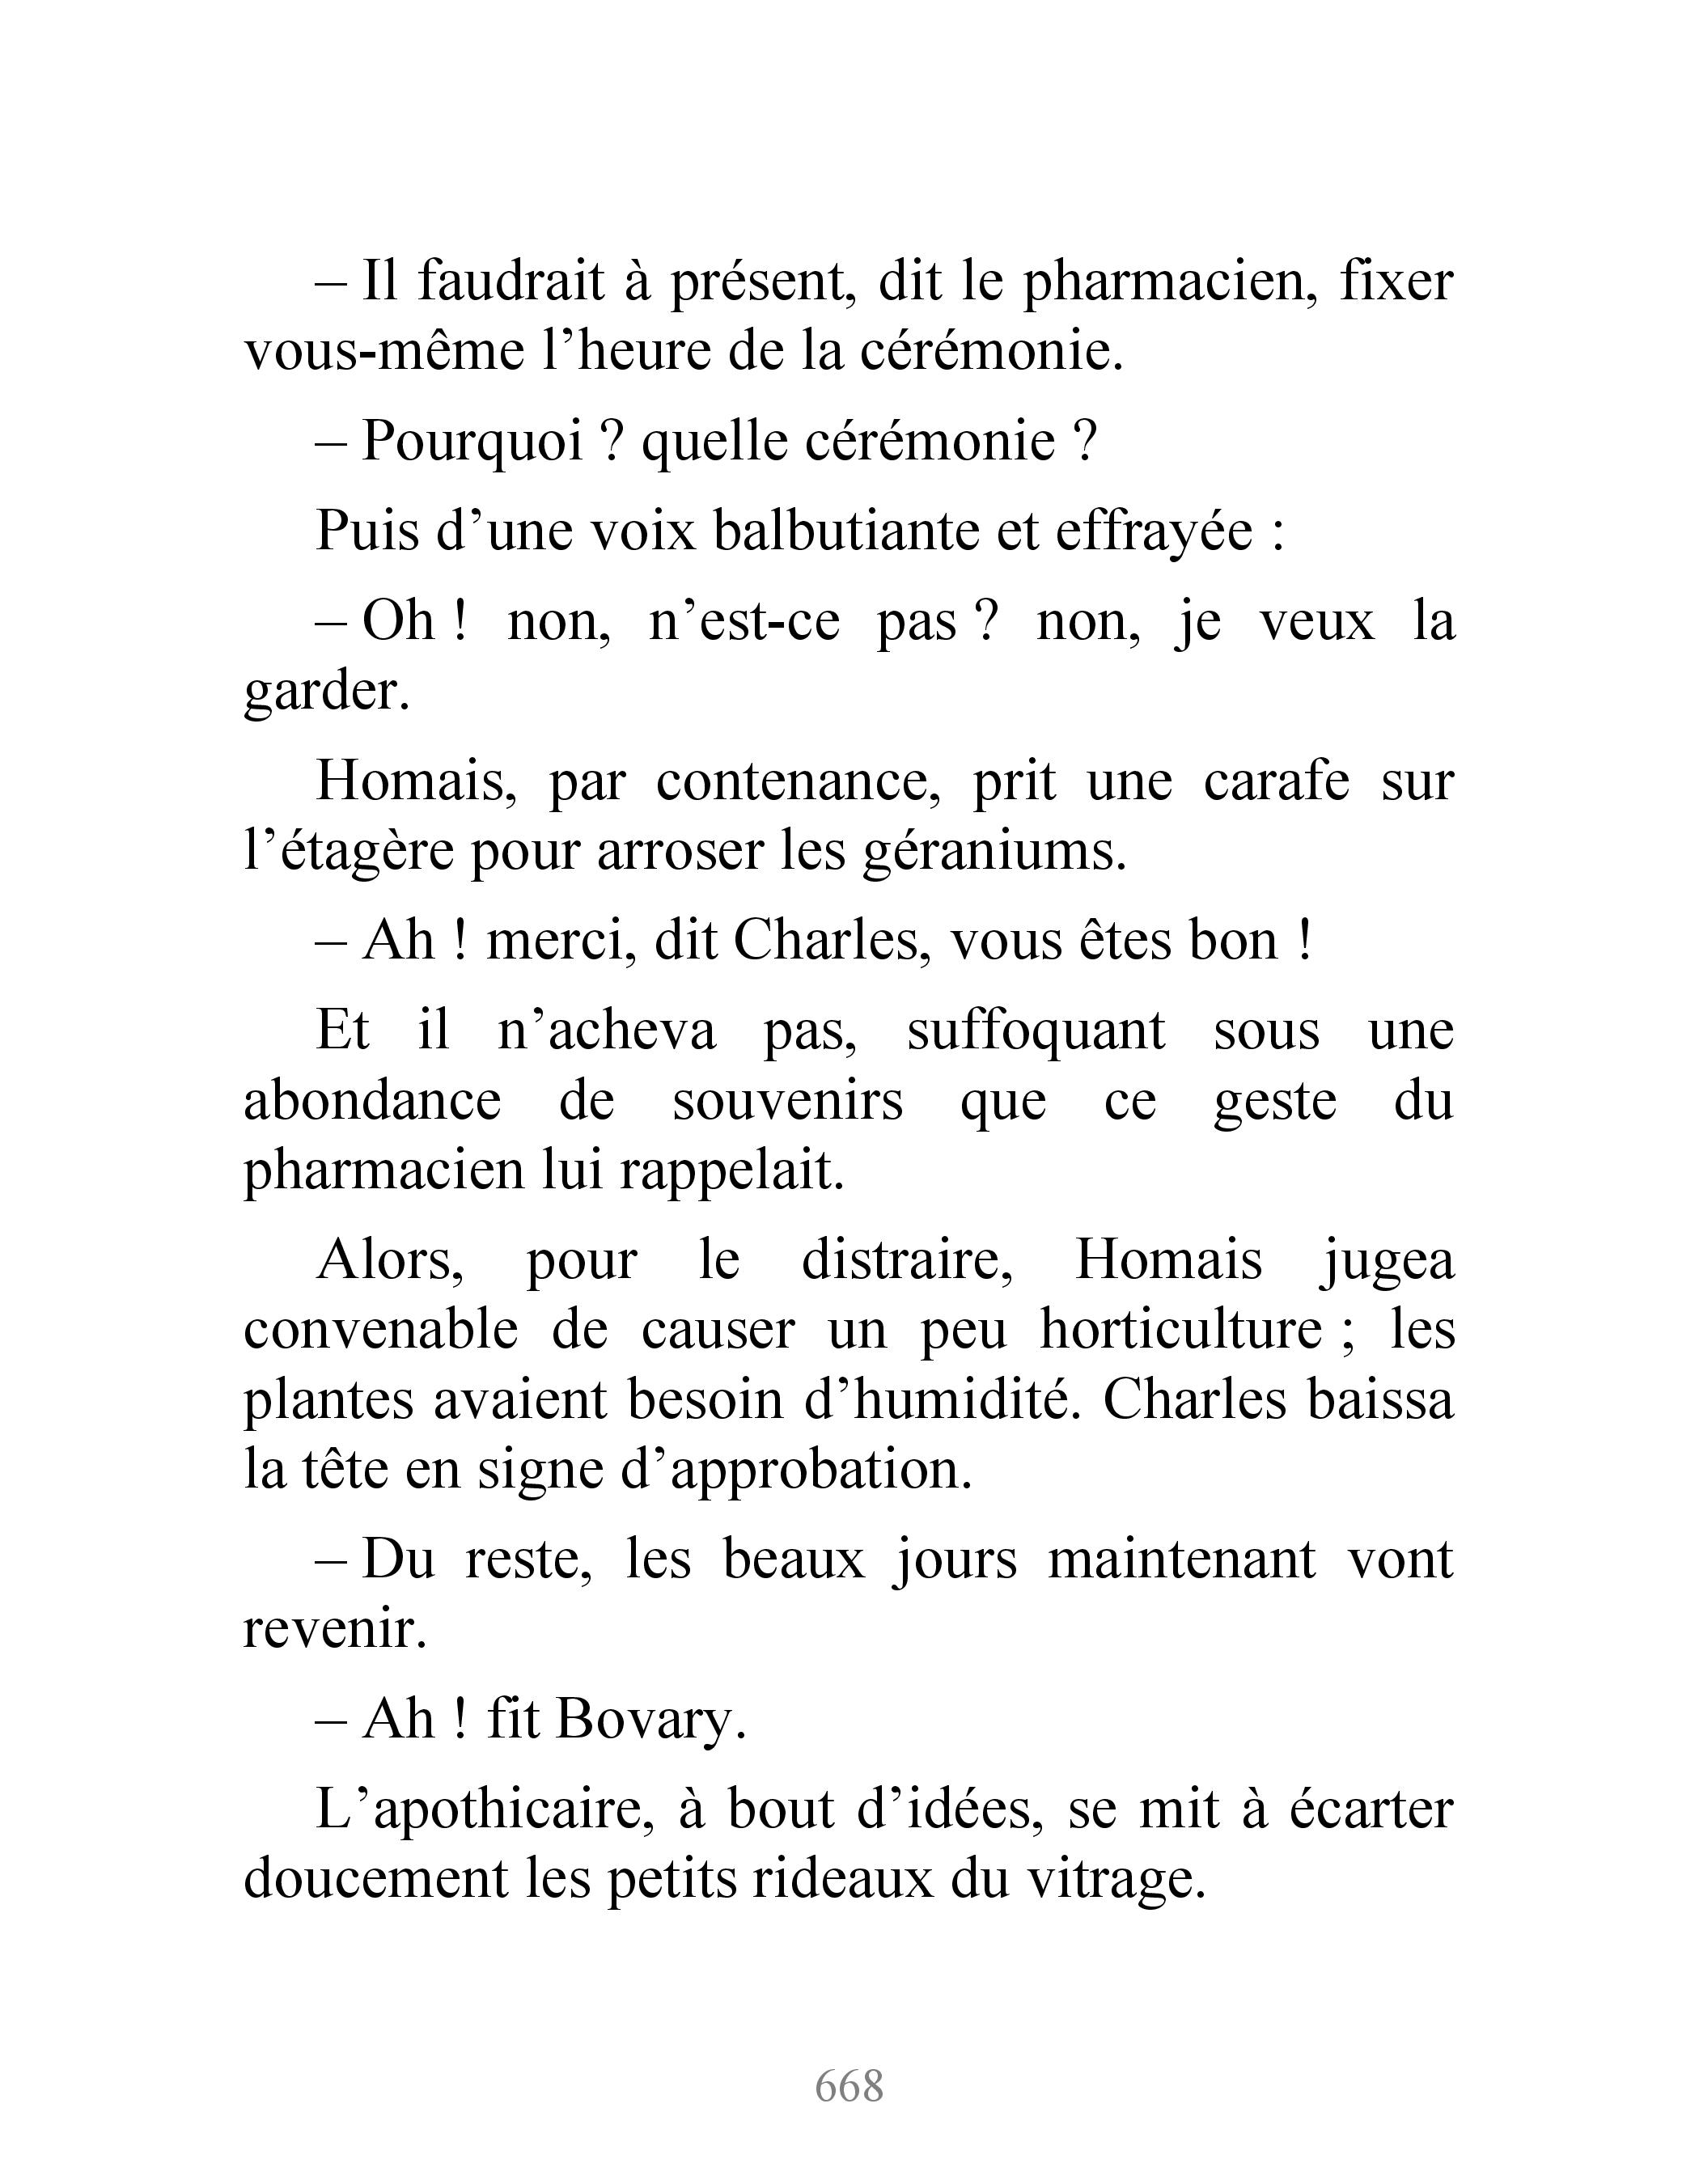 – Il faudrait à présent, dit le pharmacien, fixer
vous-même l’heure de la cérémonie.
– Pourquoi ? quelle cérémonie ?
Puis d’une voix balbutiante et effrayée :
– Oh ! non, n’est-ce pas ? non, je veux la
garder.
Homais, par contenance, prit une carafe sur
l’étagère pour arroser les géraniums.
– Ah ! merci, dit Charles, vous êtes bon !
Et il n’acheva pas, suffoquant sous une
abondance de souvenirs que ce geste du
pharmacien lui rappelait.
Alors, pour le distraire, Homais jugea
convenable de causer un peu horticulture ; les
plantes avaient besoin d’humidité. Charles baissa
la tête en signe d’approbation.
– Du reste, les beaux jours maintenant vont
revenir.
– Ah ! fit Bovary.
L’apothicaire, à bout d’idées, se mit à écarter
doucement les petits rideaux du vitrage.
668